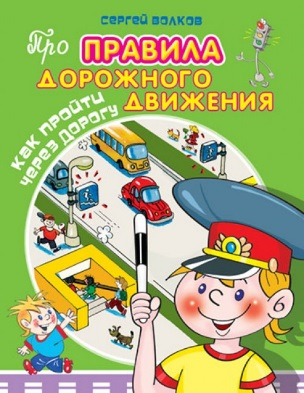 СЕРГЕЙ ВОЛКОВ
Про ПРАВИЛА
ДОРОЖНОГО
ДВИЖЕНИЯ
КАК ПРОЙТИ
ЧЕРЕЗ ДОРОГУ